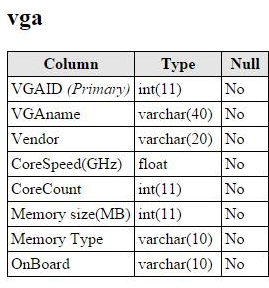 vga
Column Type Null
VGAID (Primary) int(11) No
VGAname varchar(40) No
Vendor varchar(20) No
CoreSpeed(GHz) float No
CoreCount int(11) No
Memory size(MB) int(11) No
Memory Type varchar(10) No
OnBoard varchar(10) No